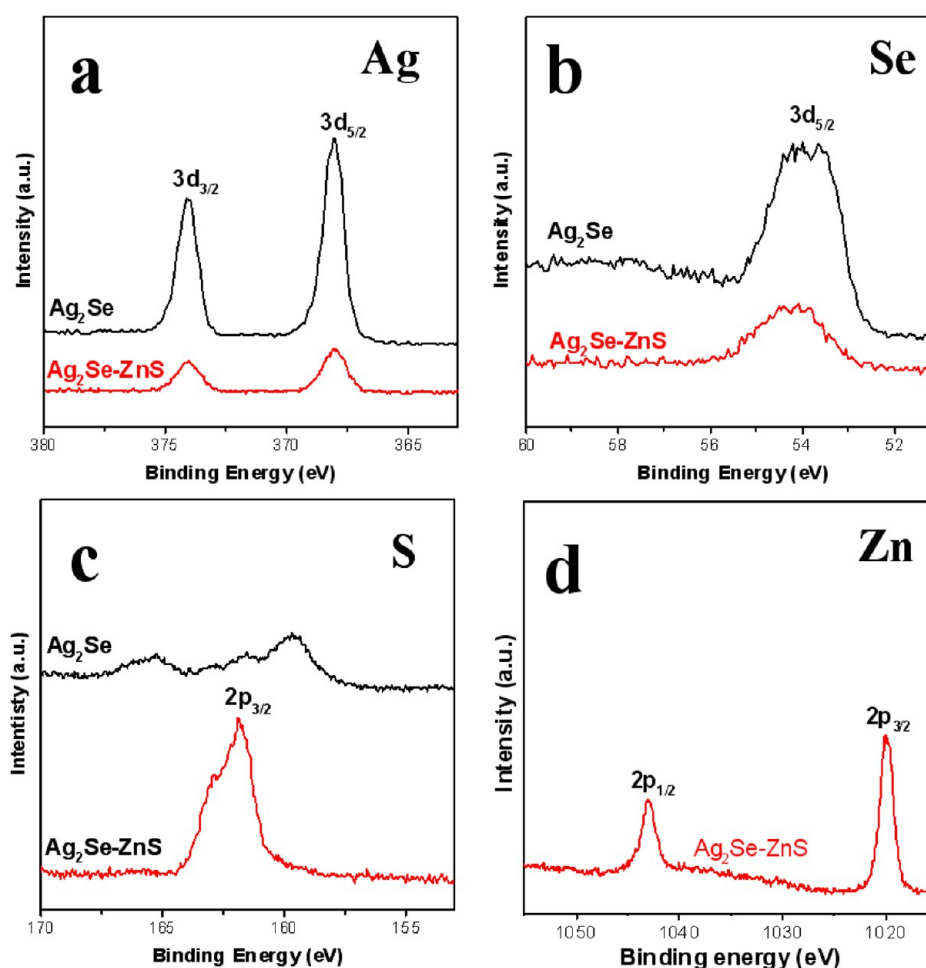 a
Ag
3d5/2
3d3/2
Ag2Se
Ag2Se-ZnS
Intensity (a.u.)
380
375
370
365
Binding Energy (eV)
b
Se
3d5/2
Ag2Se
Ag2Se-ZnS
Intensity (a.u.)
60
58
56
54
52
Binding Energy (eV)
c
S
Ag2Se
2p3/2
Ag2Se-ZnS
Intentisty (a.u.)
170
165
160
155
Binding Energy (eV)
d
Zn
2p3/2
2p1/2
Ag2Se-ZnS
Intensity (a.u.)
1050
1040
1030
1020
Binding energy (eV)